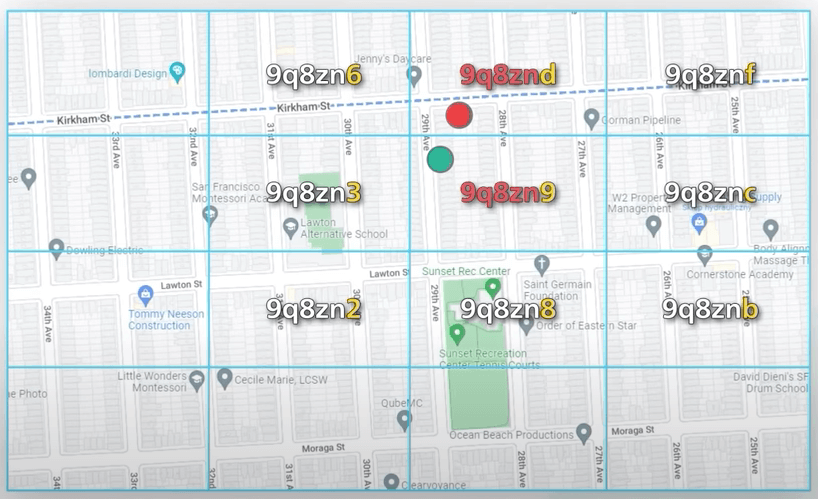 Jenny's Daycare
lombardi Design
9q8zn6
9q8znd
9q8znf
Kirkham St
Kirkham St
Kirkham St
Gorman Pipeline
33rd Ave
32nd Ave
31st Ave
30th Ave
29th Ave
28th Ave
27th Ave
26th Ave
25th Ave
ee
San Francisco
Montessori Aca
9q8zn3
9q8zn9
9q8znc
W2 Property
Management
upply
Lawton
Alternative School
Dowling Electric
Body Align
Massage Th
Cornerstone Academy
Lawton St
Lawton St
Sunset Rec Center
Saint Germain
Foundation
34th Ave
29th Ave
26th Ave
9q8zn2
9q8zn8
9q8znb
Tommy Neeson
Construction
Order of Eastern Star
Sunset Recreation
Center Tennis Courts
Little Wonders
Montessori
Cecile Marie, LCSW
David Dieni's SF
Drum School
he Photo
QubeMC
Ocean Beach Productions
Moraga St
Moraga St
34t
33r
32nd
31st A
30th A
28th Ave
27th Ave
26th Ave
25th Ave
Clearvoyance